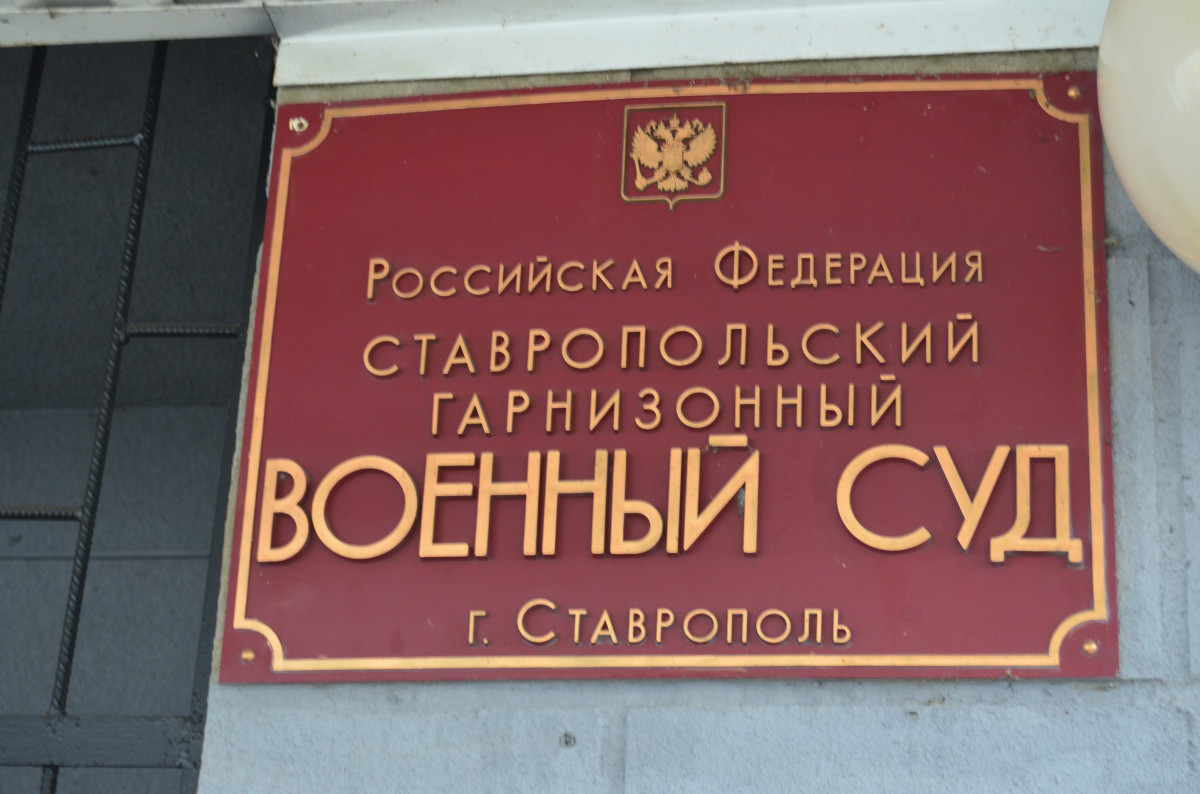 Российская Федерация
СТАВРОПОЛЬСКИЙ
ГАРНИЗОННЫЙ
ВОЕННЫЙ СУД
г. Ставрополь